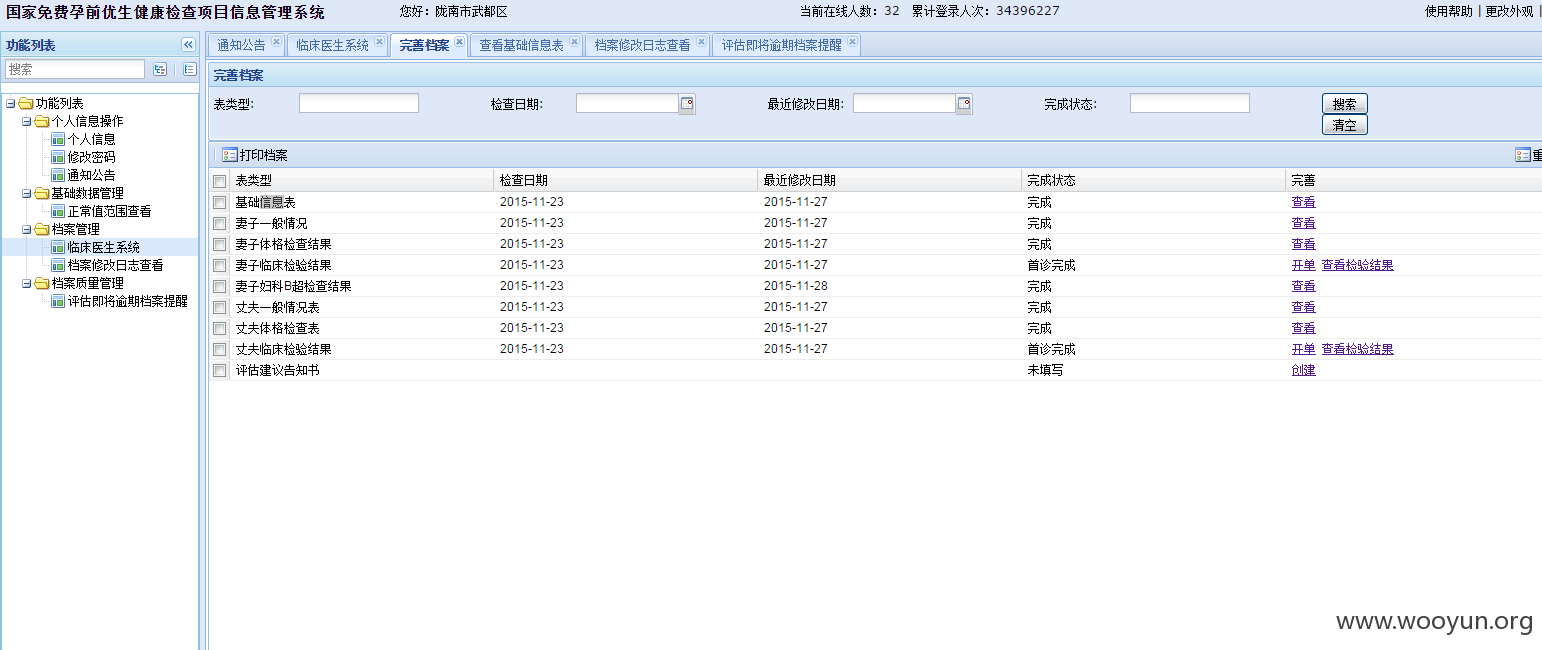 国家免费孕前优生健康检查项目信息管理系统 您好: 陇南市武都区 当前在线人数: 32 累计登录人次: 34396227 使用帮助 | 更改外观 |
功能列表
搜索
功能列表
个人信息操作
个人信息
修改密码
通知公告
基础数据管理
正常值范围查看
档案管理
临床医生系统
档案修改日志查看
档案质量管理
评估即将逾期档案提醒
通知公告 临床医生系统 完善档案 查看基础信息表 档案修改日志查看 评估即将逾期档案提醒
完善档案
表类型: 检查日期: 最近修改日期: 完成状态: 搜索
清空
打印档案 重
表类型 检查日期 最近修改日期 完成状态 完善
基础信息表 2015-11-23 2015-11-27 完成 查看
妻子一般情况 2015-11-23 2015-11-27 完成 查看
妻子体格检查结果 2015-11-23 2015-11-27 完成 查看
妻子临床检验结果 2015-11-23 2015-11-27 首诊完成 开单 查看检验结果
妻子妇科B超检查结果 2015-11-23 2015-11-28 完成 查看
丈夫一般情况表 2015-11-23 2015-11-27 完成 查看
丈夫体格检查表 2015-11-23 2015-11-27 完成 查看
丈夫临床检验结果 2015-11-23 2015-11-27 首诊完成 开单 查看检验结果
评估建议告知书 未填写 创建
www.wooyun.org